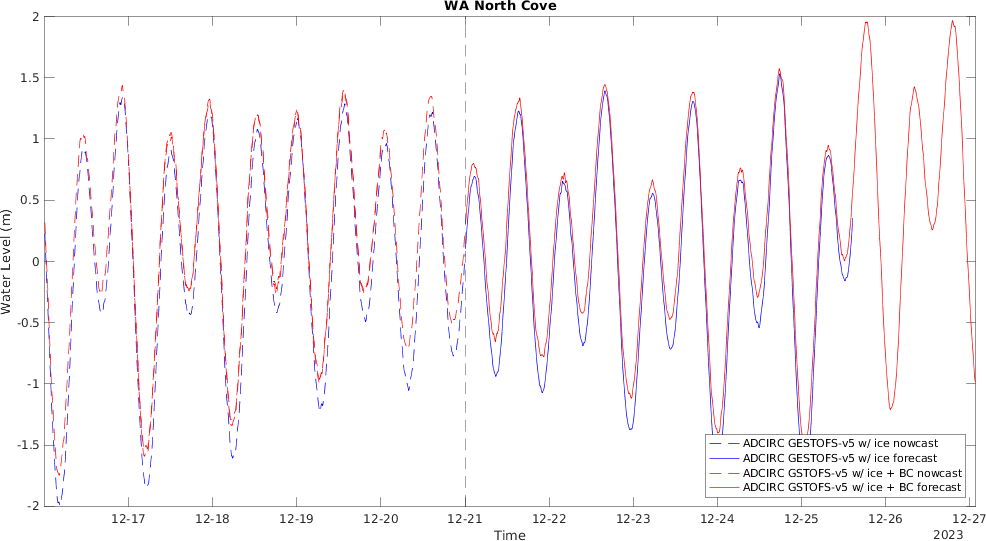 WA North Cove
2
1.5
1
0.5
0
-0.5
-1
-1.5
-2
Water Level (m)
ADCIRC GESTOFS-v5 w/ ice nowcast
ADCIRC GESTOFS-v5 w/ ice forecast
ADCIRC GSTOFS-v5 w/ ice + BC nowcast
ADCIRC GSTOFS-v5 w/ ice + BC forecast
12-17 12-18 12-19 12-20 12-21 12-22 12-23 12-24 12-25 12-26 12-27
Time
2023